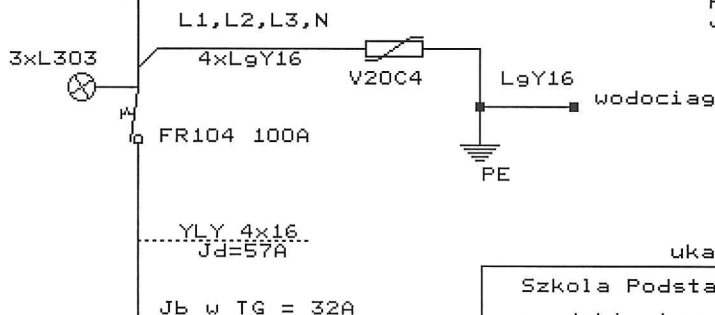 L1,L2,L3,N
3xL303
4xLgY16
V20C4
LgY16
wodociag
FR104 100A
PE
YLY 4x16
Jd=57A
uka
Szkola Podsta
Jb w TG = 32A